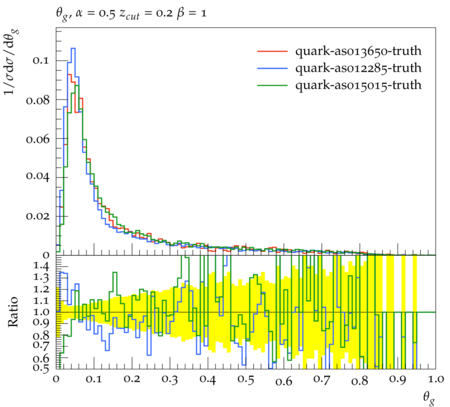 θg, α = 0.5 zcut = 0.2 β = 1
1/σdσ/dθg
quark-as013650-truth
quark-as012285-truth
quark-as015015-truth
0.1
0.08
0.06
0.04
0.02
0
1.4
1.3
1.2
1.1
1.0
0.9
0.8
0.7
0.6
0.5
Ratio
0 0.1 0.2 0.3 0.4 0.5 0.6 0.7 0.8 0.9 1.0
θg